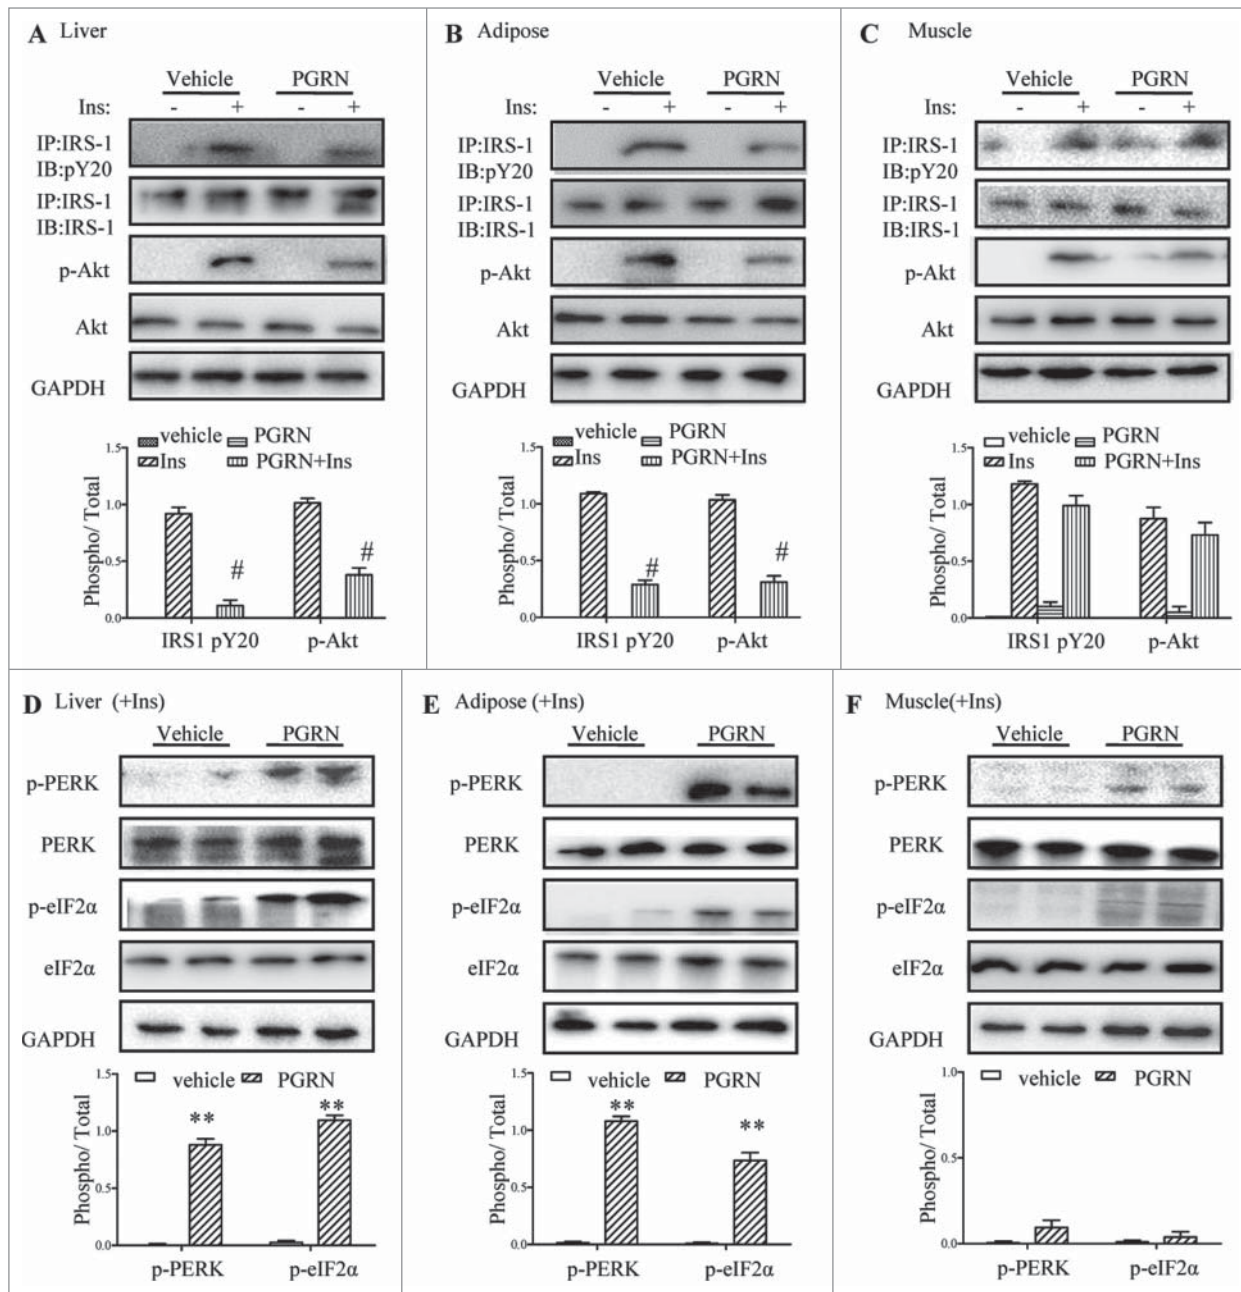 A Liver
Vehicle PGRN
Ins: - + - +
IP:IRS-1
IB:pY20
IP:IRS-1
IB:IRS-1
p-Akt
Akt
GAPDH
vehicle PGRN
Ins PGRN+Ins
Phospho/ Total
1.5
1.0
0.5
0.0
# #
IRS1 pY20 p-Akt
B Adipose
Vehicle PGRN
Ins: - + - +
IP:IRS-1
IB:pY20
IP:IRS-1
IB:IRS-1
p-Akt
Akt
GAPDH
vehicle PGRN
Ins PGRN+Ins
Phospho/ Total
1.5
1.0
0.5
0.0
# #
IRS1 pY20 p-Akt
C Muscle
Vehicle PGRN
Ins: - + - +
IP:IRS-1
IB:pY20
IP:IRS-1
IB:IRS-1
p-Akt
Akt
GAPDH
vehicle PGRN
Ins PGRN+Ins
Phospho/ Total
1.5
1.0
0.5
0.0
IRS1 pY20 p-Akt
D Liver (+Ins)
Vehicle PGRN
p-PERK
PERK
p-eIF2α
eIF2α
GAPDH
vehicle PGRN
Phospho/ Total
1.5
1.0
0.5
0.0
** **
p-PERK p-eIF2α
E Adipose (+Ins)
Vehicle PGRN
p-PERK
PERK
p-eIF2α
eIF2α
GAPDH
vehicle PGRN
Phospho/ Total
1.5
1.0
0.5
0.0
** **
p-PERK p-eIF2α
F Muscle(+Ins)
Vehicle PGRN
p-PERK
PERK
p-eIF2α
eIF2α
GAPDH
vehicle PGRN
Phospho/ Total
1.0
0.5
0.0
p-PERK p-eIF2α